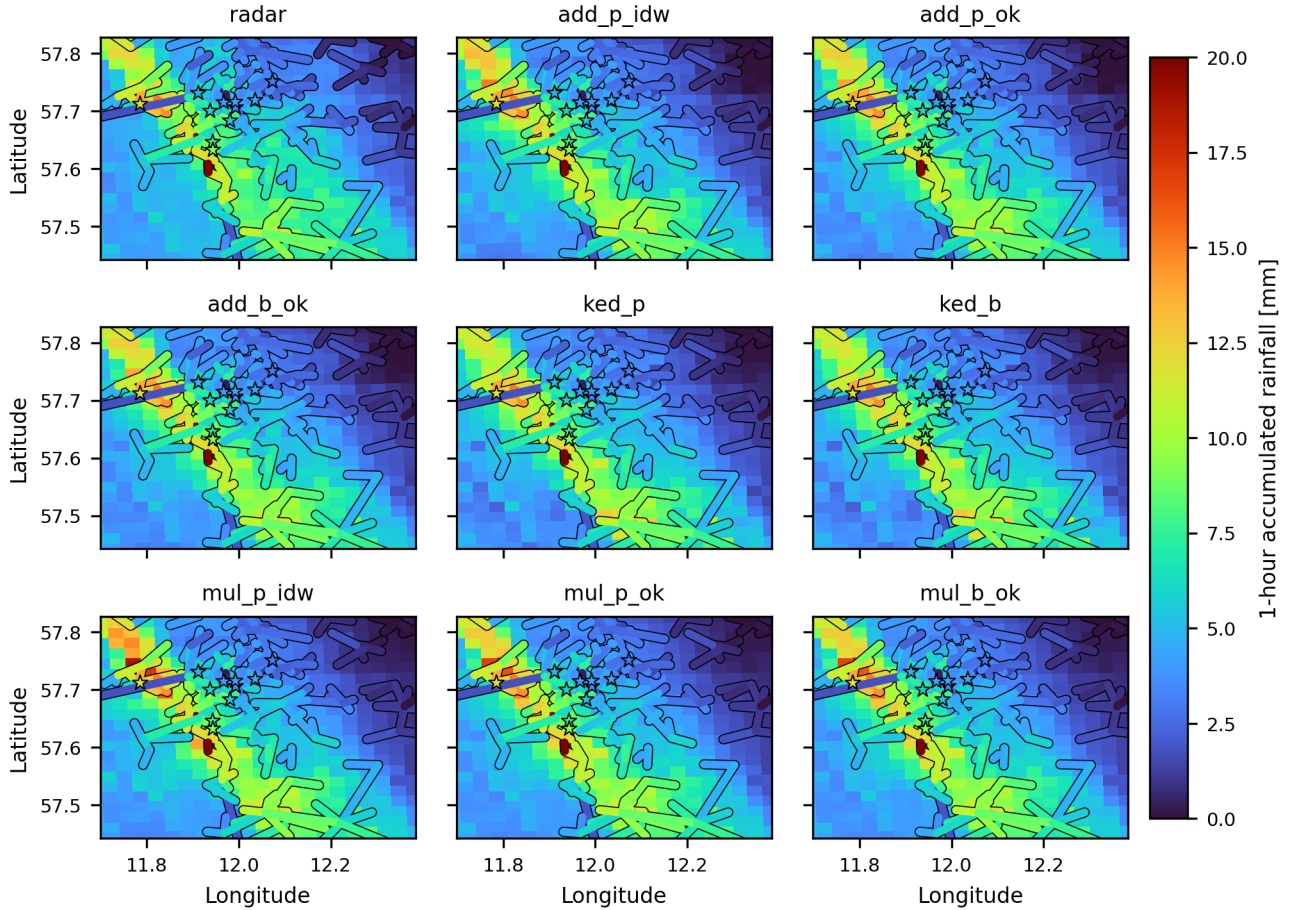 radar
add_p_idw
add_p_ok
57.8
57.7
57.6
57.5
Latitude
add_b_ok
ked_p
ked_b
57.8
57.7
57.6
57.5
Latitude
mul_p_idw
mul_p_ok
mul_b_ok
57.8
57.7
57.6
57.5
Latitude
11.8
12.0
12.2
11.8
12.0
12.2
11.8
12.0
12.2
Longitude
Longitude
Longitude
20.0
17.5
15.0
12.5
10.0
7.5
5.0
2.5
0.0
1-hour accumulated rainfall [mm]